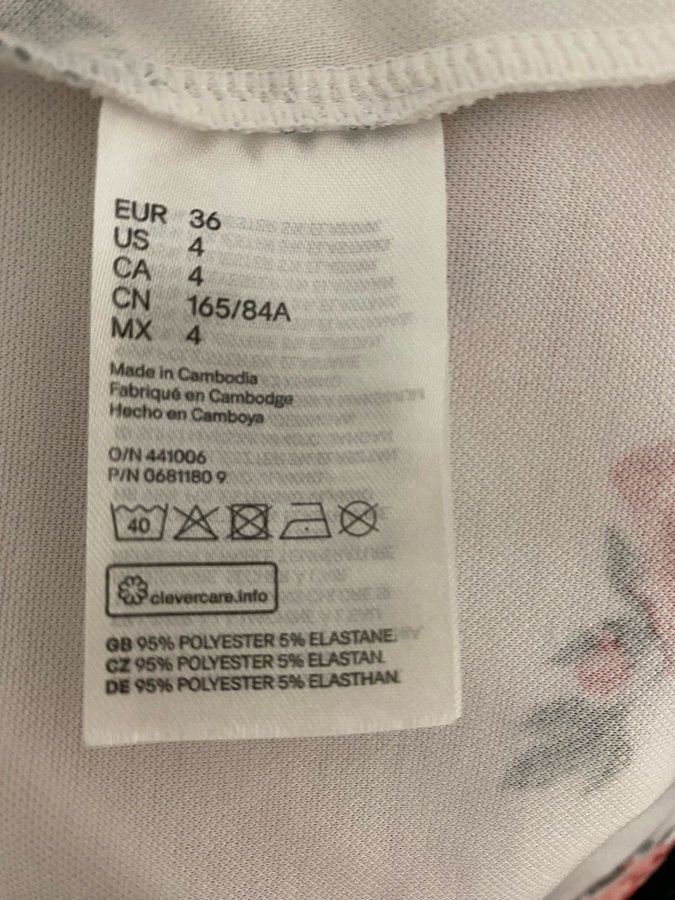 EUR 36
US 4
CA 4
CN 165/84A
MX 4
Made in Cambodia
Fabriqué en Cambodge
Hecho en Camboya
O/N 441006
P/N 0681180 9
40
clevercare.info
GB 95% POLYESTER 5% ELASTANE.
CZ 95% POLYESTER 5% ELASTAN.
DE 95% POLYESTER 5% ELASTHAN.